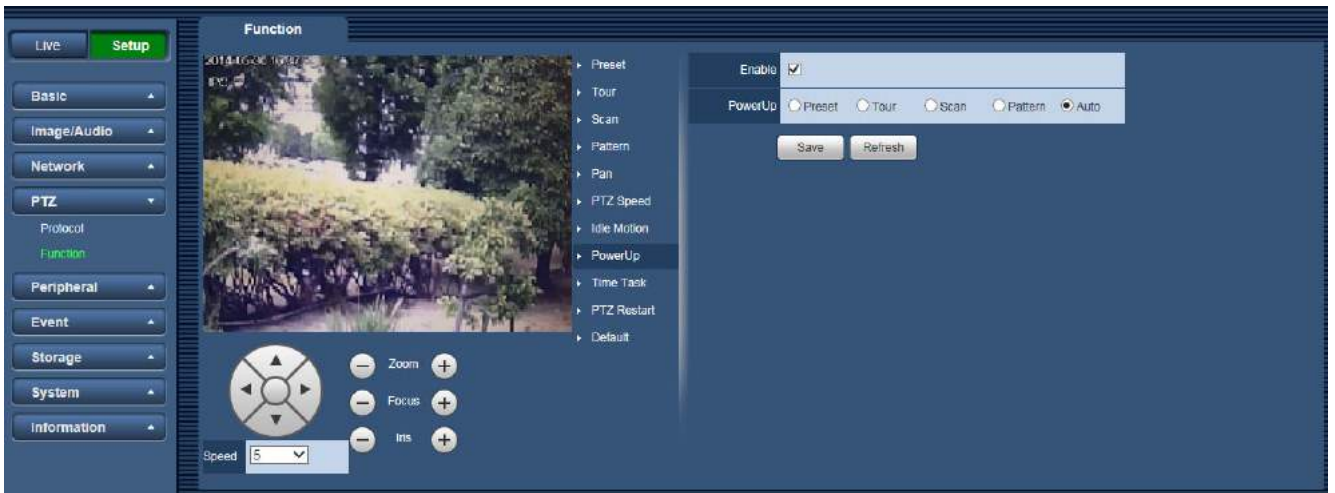 Live
Setup
Basic
Image/Audio
Network
PTZ
Protocol
Function
Peripheral
Event
Storage
System
Information
Function
Preset
Tour
Scan
Pattern
Pan
PTZ Speed
Idle Motion
PowerUp
Time Task
PTZ Restart
Default
Zoom
Focus
Iris
Speed 5
Enable
PowerUp Preset Tour Scan Pattern Auto
Save Refresh